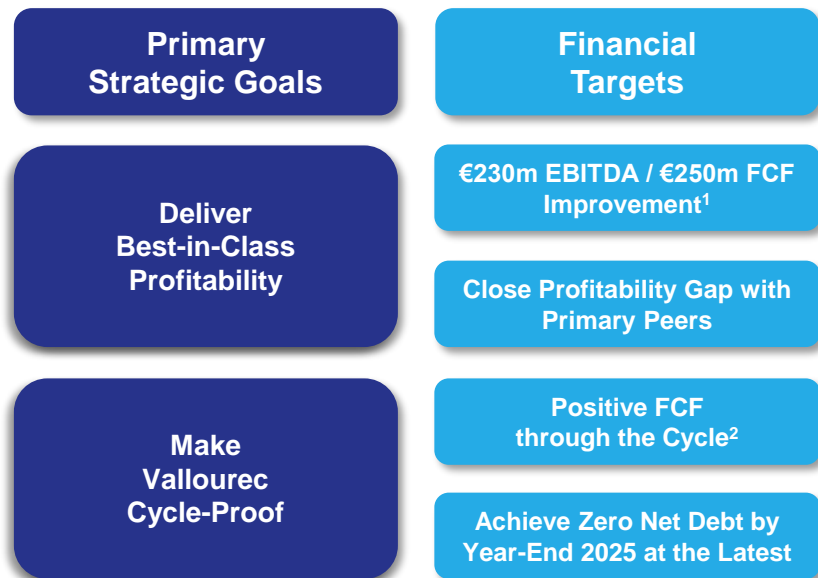 Primary
Strategic Goals
Financial
Targets
Deliver
Best-in-Class
Profitability
€230m EBITDA / €250m FCF
Improvement¹
Close Profitability Gap with
Primary Peers
Make
Vallourec
Cycle-Proof
Positive FCF
through the Cycle²
Achieve Zero Net Debt by
Year-End 2025 at the Latest